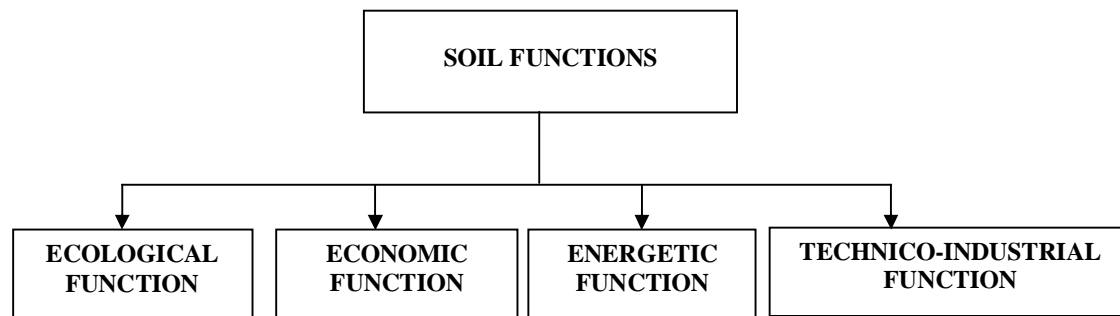 SOIL FUNCTIONS
ECOLOGICAL
FUNCTION
ECONOMIC
FUNCTION
ENERGETIC
FUNCTION
TECHNICO-INDUSTRIAL
FUNCTION